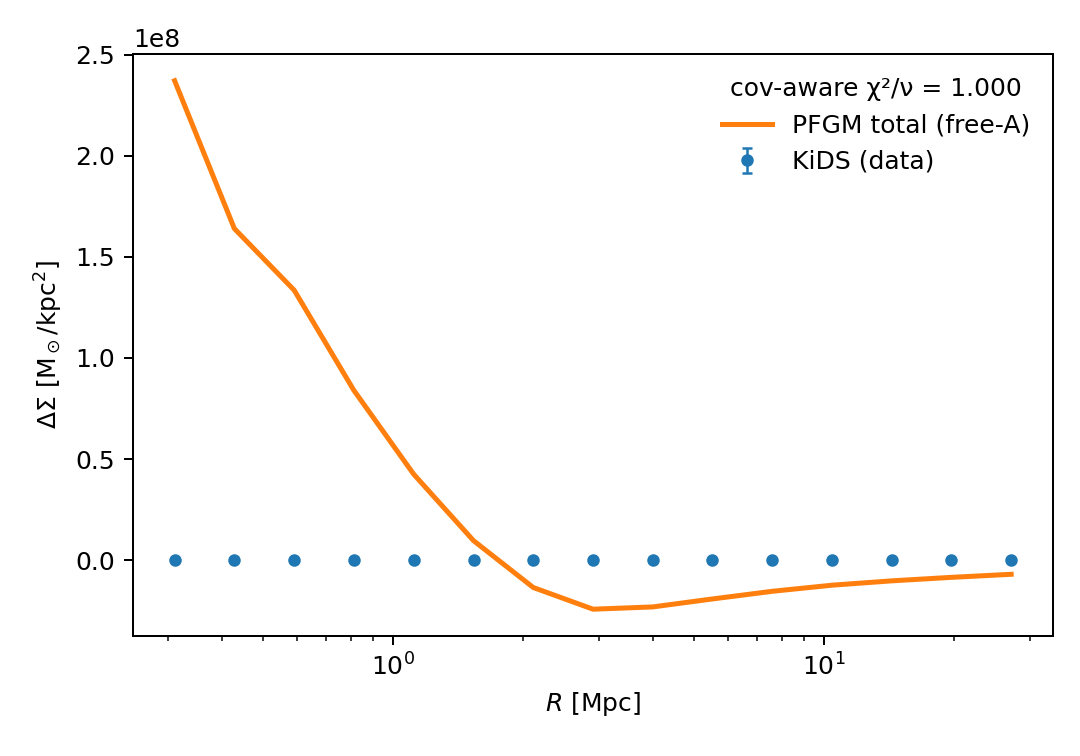 1e8
2.5
2.0
1.5
1.0
0.5
0.0
ΔΣ [M⊙/kpc²]
cov-aware χ²/ν = 1.000
PFGM total (free-A)
KiDS (data)
10⁰
10¹
R [Mpc]